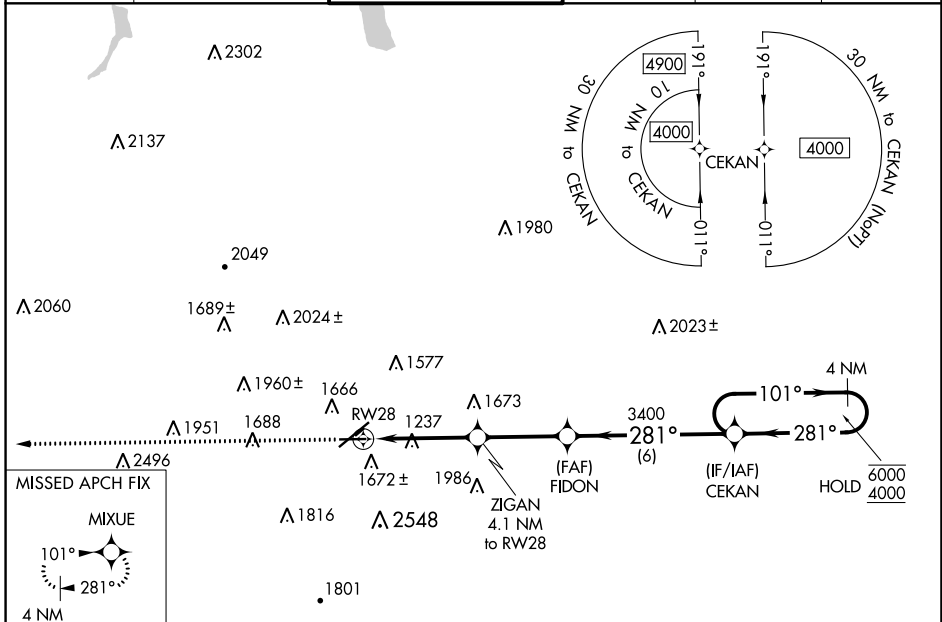 2302
2137
1980
2049
2060
1689±
2024±
2023±
1577
1960±
1666
1673
1951
1688
RW28
1237
2496
1672±
1986
1816
2548
1801
30 NM to CEKAN
4900
10 NM to CEKAN
4000
191°
011°
CEKAN
191°
011°
4000
30 NM to CEKAN (NoPT)
4 NM
101°
281°
3400
281°
(6)
(FAF)
FIDON
(IF/IAF)
CEKAN
HOLD
6000
4000
ZIGAN
4.1 NM
to RW28
MISSED APCH FIX
MIXUE
101°
281°
4 NM